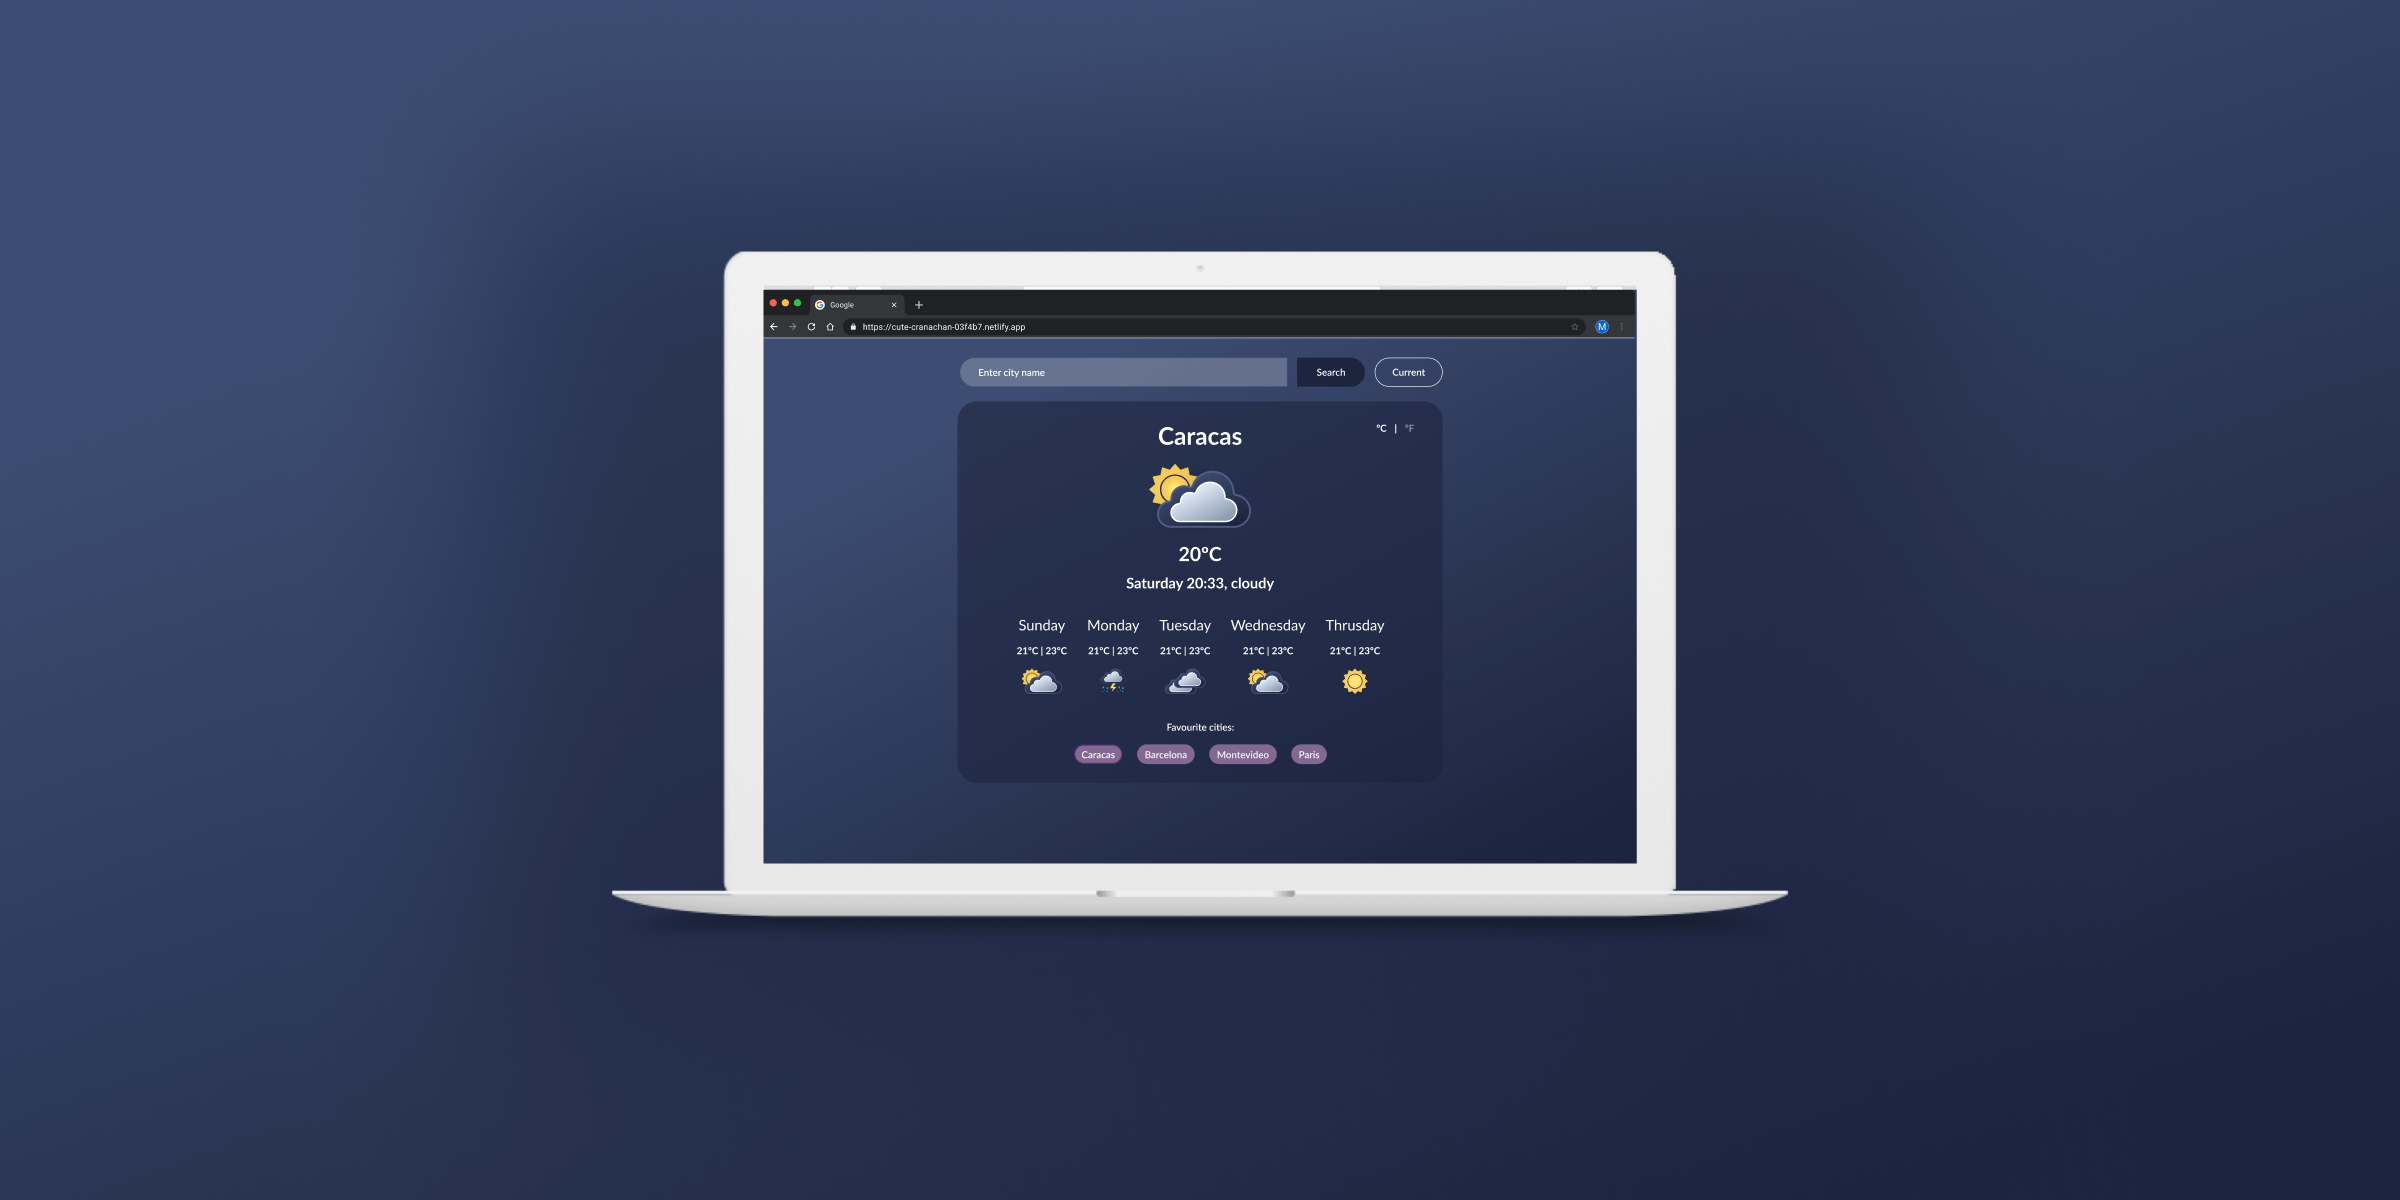 Google
https://cute-cranachan-03f4b7.netlify.app
M
Enter city name
Search
Current
Caracas
°C | °F
20°C
Saturday 20:33, cloudy
Sunday Monday Tuesday Wednesday Thrusday
21°C | 23°C 21°C | 23°C 21°C | 23°C 21°C | 23°C 21°C | 23°C
Favourite cities:
Caracas Barcelona Montevideo Paris